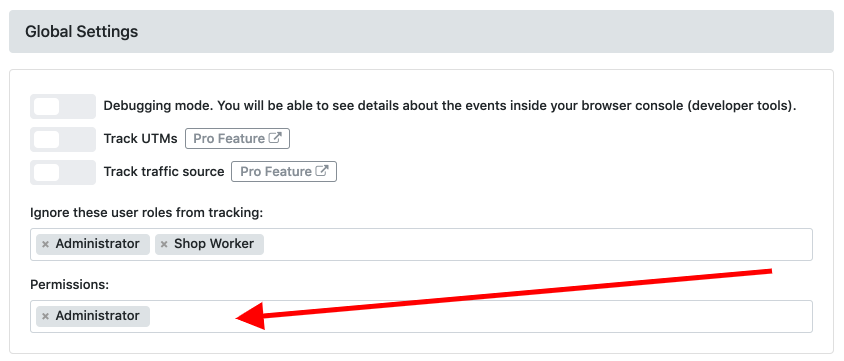 Global Settings
Debugging mode. You will be able to see details about the events inside your browser console (developer tools).
Track UTMs Pro Feature
Track traffic source Pro Feature
Ignore these user roles from tracking:
× Administrator × Shop Worker
Permissions:
× Administrator